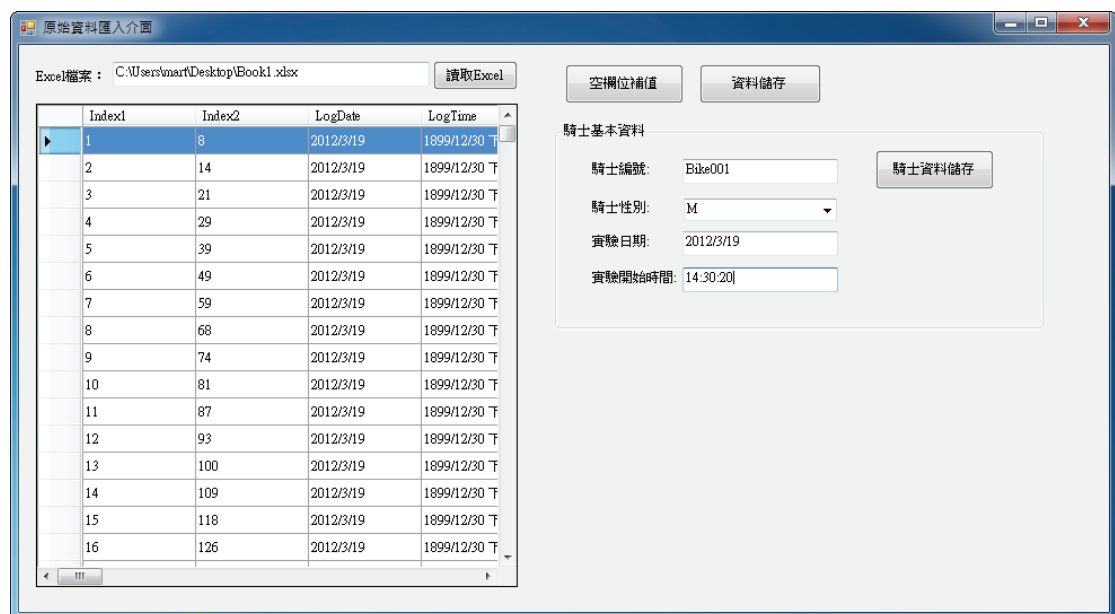 原始資料匯入介面
Excel檔案： C:\Users\mart\Desktop\Book1.xlsx 讀取Excel
Index1 Index2 LogDate LogTime
1 8 2012/3/19 1899/12/30 下
2 14 2012/3/19 1899/12/30 下
3 21 2012/3/19 1899/12/30 下
4 29 2012/3/19 1899/12/30 下
5 39 2012/3/19 1899/12/30 下
6 49 2012/3/19 1899/12/30 下
7 59 2012/3/19 1899/12/30 下
8 68 2012/3/19 1899/12/30 下
9 74 2012/3/19 1899/12/30 下
10 81 2012/3/19 1899/12/30 下
11 87 2012/3/19 1899/12/30 下
12 93 2012/3/19 1899/12/30 下
13 100 2012/3/19 1899/12/30 下
14 109 2012/3/19 1899/12/30 下
15 118 2012/3/19 1899/12/30 下
16 126 2012/3/19 1899/12/30 下
空欄位補值 資料儲存
騎士基本資料
騎士編號: Bike001 騎士資料儲存
騎士性別: M
實驗日期: 2012/3/19
實驗開始時間: 14:30:20